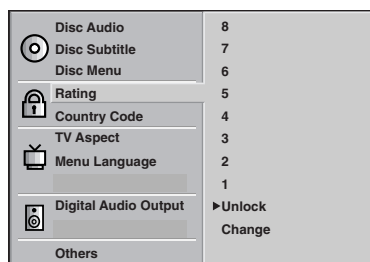 Disc Audio
Disc Subtitle
Disc Menu
Rating
Country Code
TV Aspect
Menu Language
Digital Audio Output
Others
8
7
6
5
4
3
2
1
Unlock
Change